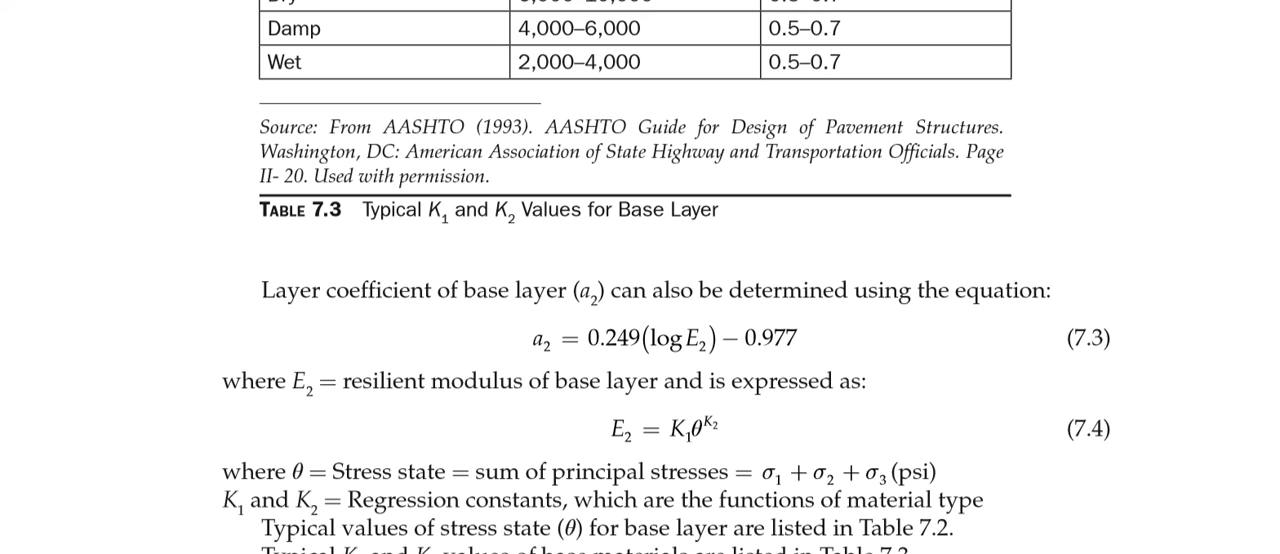 Damp 4,000–6,000 0.5–0.7
Wet 2,000–4,000 0.5–0.7
Source: From AASHTO (1993). AASHTO Guide for Design of Pavement Structures.
Washington, DC: American Association of State Highway and Transportation Officials. Page
II- 20. Used with permission.
TABLE 7.3 Typical K₁ and K₂ Values for Base Layer
Layer coefficient of base layer (a₂) can also be determined using the equation:
a₂ = 0.249(log E₂) – 0.977 (7.3)
where E₂ = resilient modulus of base layer and is expressed as:
E₂ = K₁θ^K₂ (7.4)
where θ = Stress state = sum of principal stresses = σ₁ + σ₂ + σ₃ (psi)
K₁ and K₂ = Regression constants, which are the functions of material type
Typical values of stress state (θ) for base layer are listed in Table 7.2.